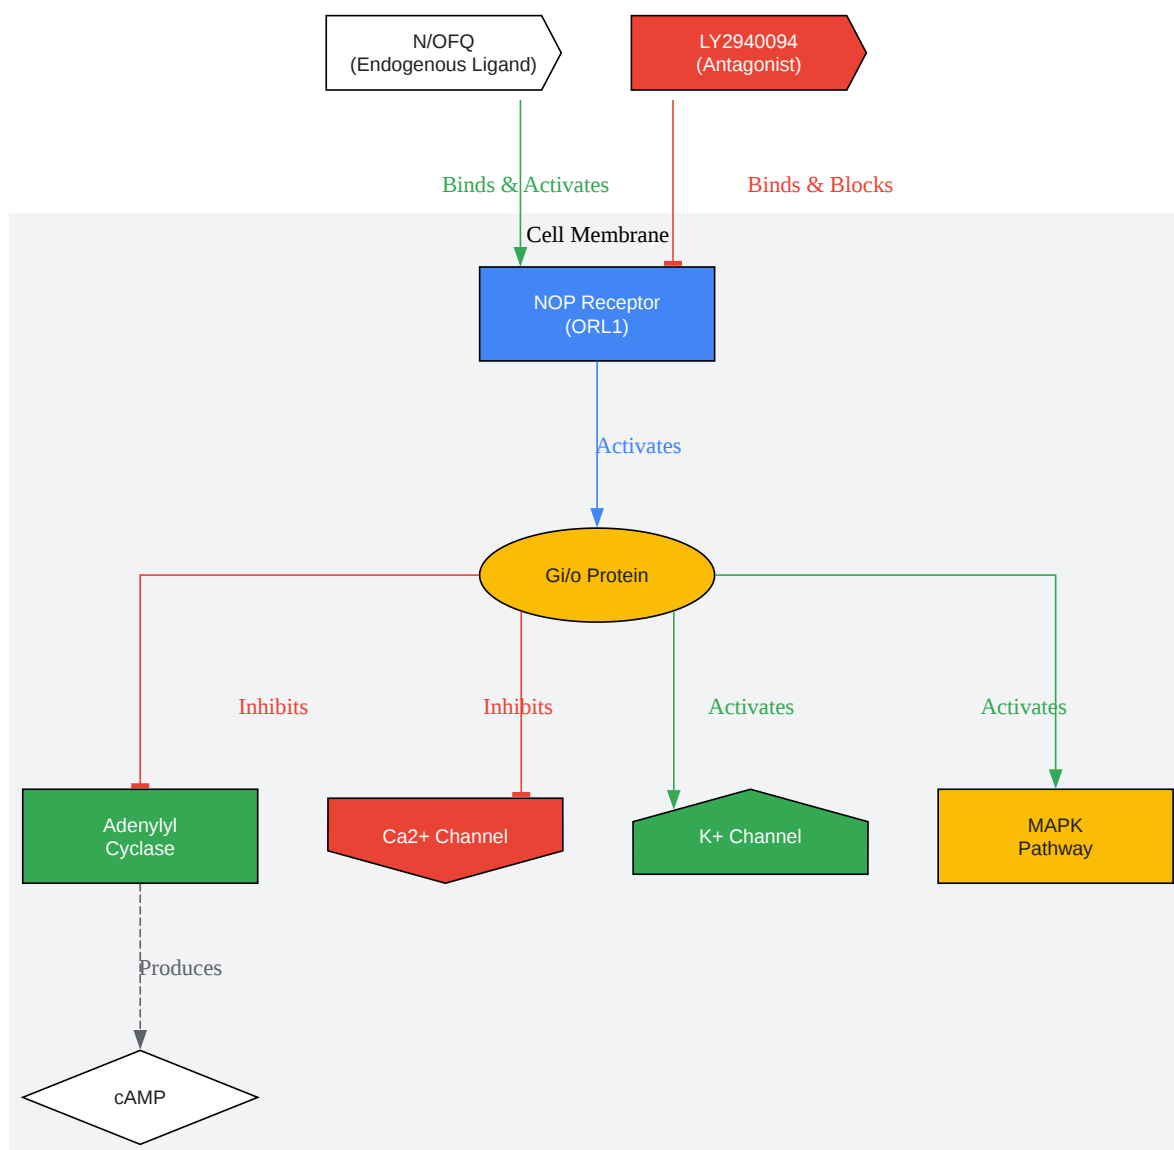 N/OFQ
(Endogenous Ligand)
LY2940094
(Antagonist)
Binds & Activates
Binds & Blocks
Cell Membrane
NOP Receptor
(ORL1)
Activates
Gi/o Protein
Inhibits
Inhibits
Activates
Activates
Adenylyl
Cyclase
Ca2+ Channel
K+ Channel
MAPK
Pathway
Produces
cAMP